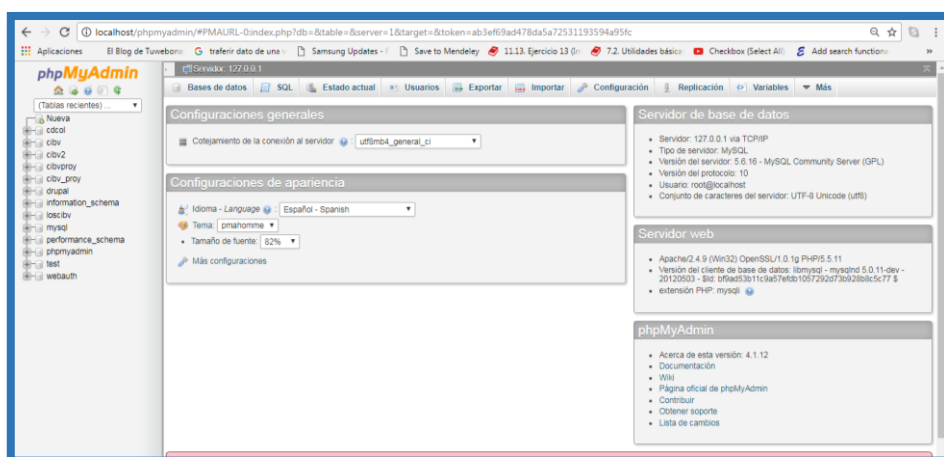 localhost/phpmyadmin/#PMAURL-0:index.php?db=&table=&server=1&target=&token=ab3ef69ad478da5a72531193594a95fc
Aplicaciones El Blog de Tuwebona: traferir dato de una v Samsung Updates - F Save to Mendeley 11.13. Ejercicio 13 (In 7.2. Utilidades básica: Checkbox (Select All) Add search functiona »
phpMyAdmin
(Tablas recientes) ...
Nueva
cdcol
cibv
cibv2
cibvproy
cibv_proy
drupal
information_schema
loscibv
mysql
performance_schema
phpmyadmin
test
webauth
Servidor: 127.0.0.1
Bases de datos SQL Estado actual Usuarios Exportar Importar Configuración Replicación Variables Más
Configuraciones generales
Cotejamiento de la conexión al servidor : utf8mb4_general_ci
Configuraciones de apariencia
Idioma - Language : Español - Spanish
Tema: pmahomme
Tamaño de fuente: 82%
Más configuraciones
Servidor de base de datos
Servidor: 127.0.0.1 via TCP/IP
Tipo de servidor: MySQL
Versión del servidor: 5.6.16 - MySQL Community Server (GPL)
Versión del protocolo: 10
Usuario: root@localhost
Conjunto de caracteres del servidor: UTF-8 Unicode (utf8)
Servidor web
Apache/2.4.9 (Win32) OpenSSL/1.0.1g PHP/5.5.11
Versión del cliente de base de datos: libmysql - mysqlnd 5.0.11-dev -
20120503 - $Id: bf9ad53b11c9a57efdb1057292d73b928b8c5c77 $
extensión PHP: mysqli
phpMyAdmin
Acerca de esta versión: 4.1.12
Documentación
Wiki
Página oficial de phpMyAdmin
Contribuir
Obtener soporte
Lista de cambios